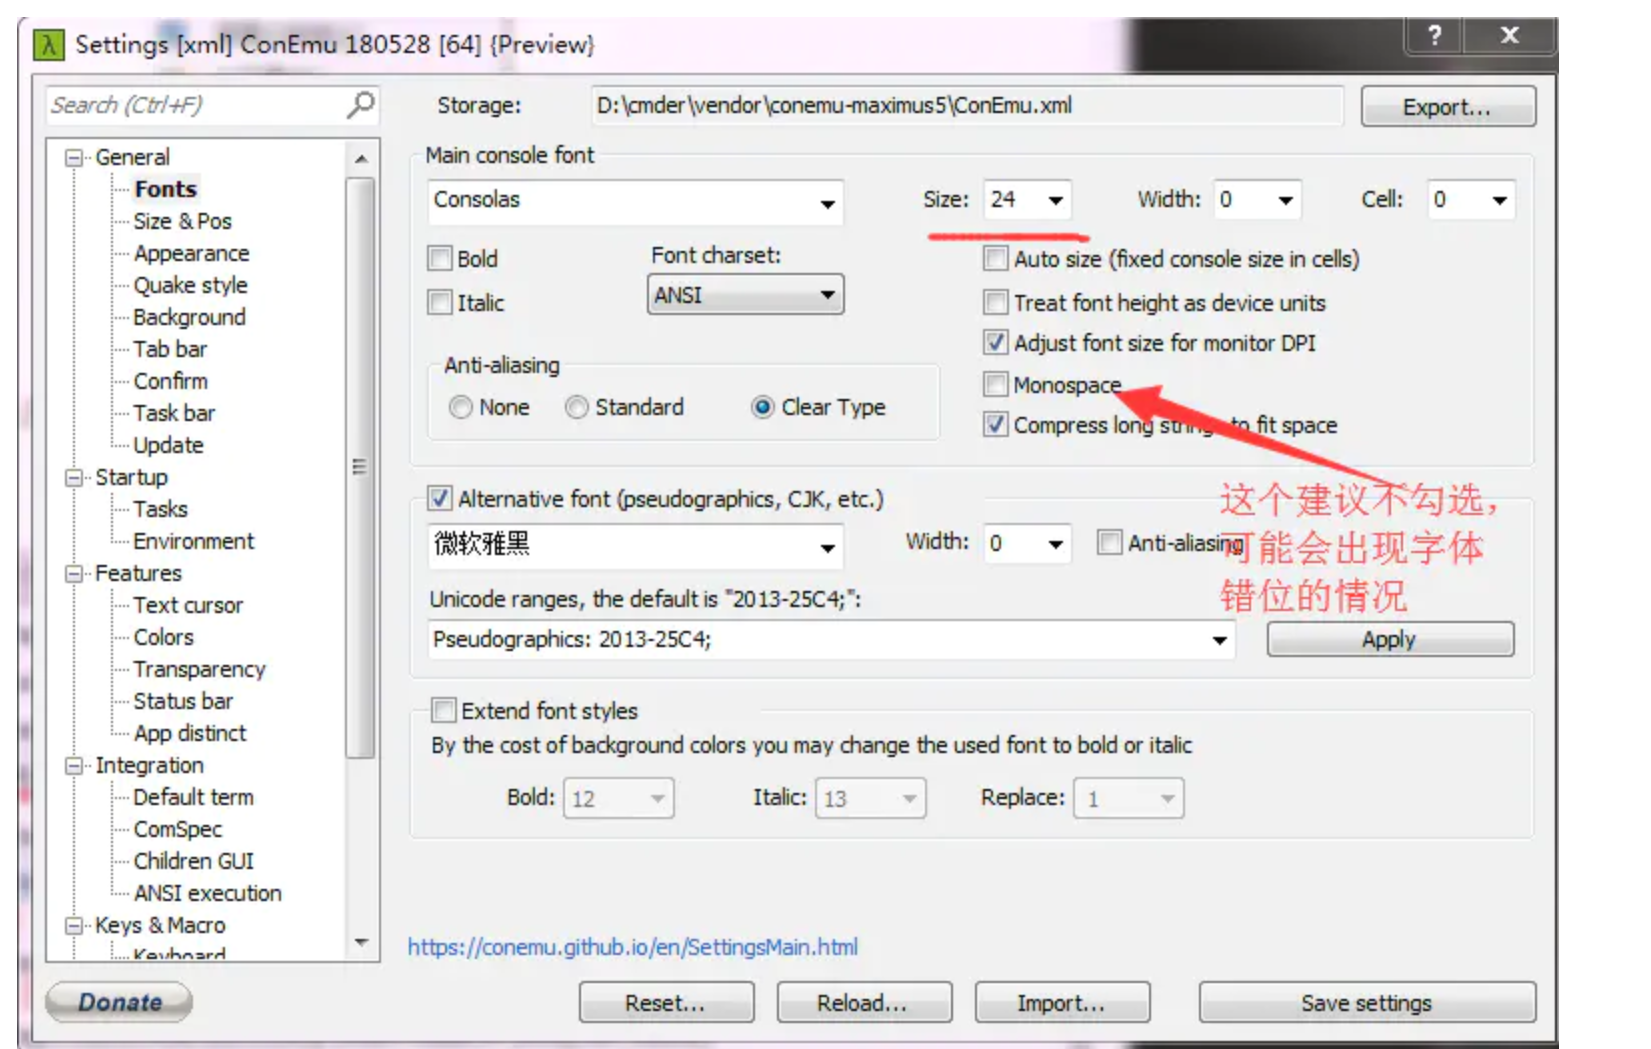 Settings [xml] ConEmu 180528 [64] {Preview}
Search (Ctrl+F)
Storage: D:\cmder\vendor\conemu-maximus5\ConEmu.xml Export...
General
Fonts
Size & Pos
Appearance
Quake style
Background
Tab bar
Confirm
Task bar
Update
Startup
Tasks
Environment
Features
Text cursor
Colors
Transparency
Status bar
App distinct
Integration
Default term
ComSpec
Children GUI
ANSI execution
Keys & Macro
Keyboard
Main console font
Consolas Size: 24 Width: 0 Cell: 0
Bold Font charset: Auto size (fixed console size in cells)
Italic ANSI Treat font height as device units
Adjust font size for monitor DPI
Anti-aliasing
Monospace
None Standard Clear Type
Compress long strings to fit space
Alternative font (pseudographics, CJK, etc.)
微软雅黑 Width: 0 Anti-aliasing
这个建议不勾选，
可能会出现字体
错位的情况
Unicode ranges, the default is "2013-25C4;":
Pseudographics: 2013-25C4; Apply
Extend font styles
By the cost of background colors you may change the used font to bold or italic
Bold: 12 Italic: 13 Replace: 1
https://conemu.github.io/en/SettingsMain.html
Donate Reset... Reload... Import... Save settings